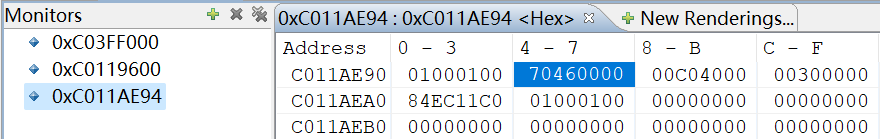 Monitors
0xC03FF000
0xC0119600
0xC011AE94
0xC011AE94 : 0xC011AE94 <Hex> New Renderings...
Address 0 - 3 4 - 7 8 - B C - F
C011AE90 01000100 70460000 00C04000 00300000
C011AEA0 84EC11C0 01000100 00000000 00000000
C011AEB0 00000000 00000000 00000000 00000000